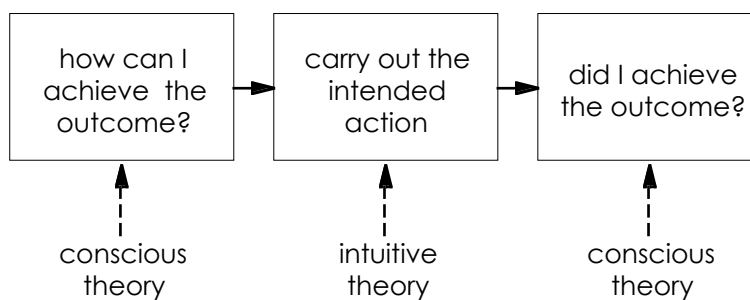 how can I
achieve the
outcome?
carry out the
intended
action
did I achieve
the outcome?
conscious
theory
intuitive
theory
conscious
theory